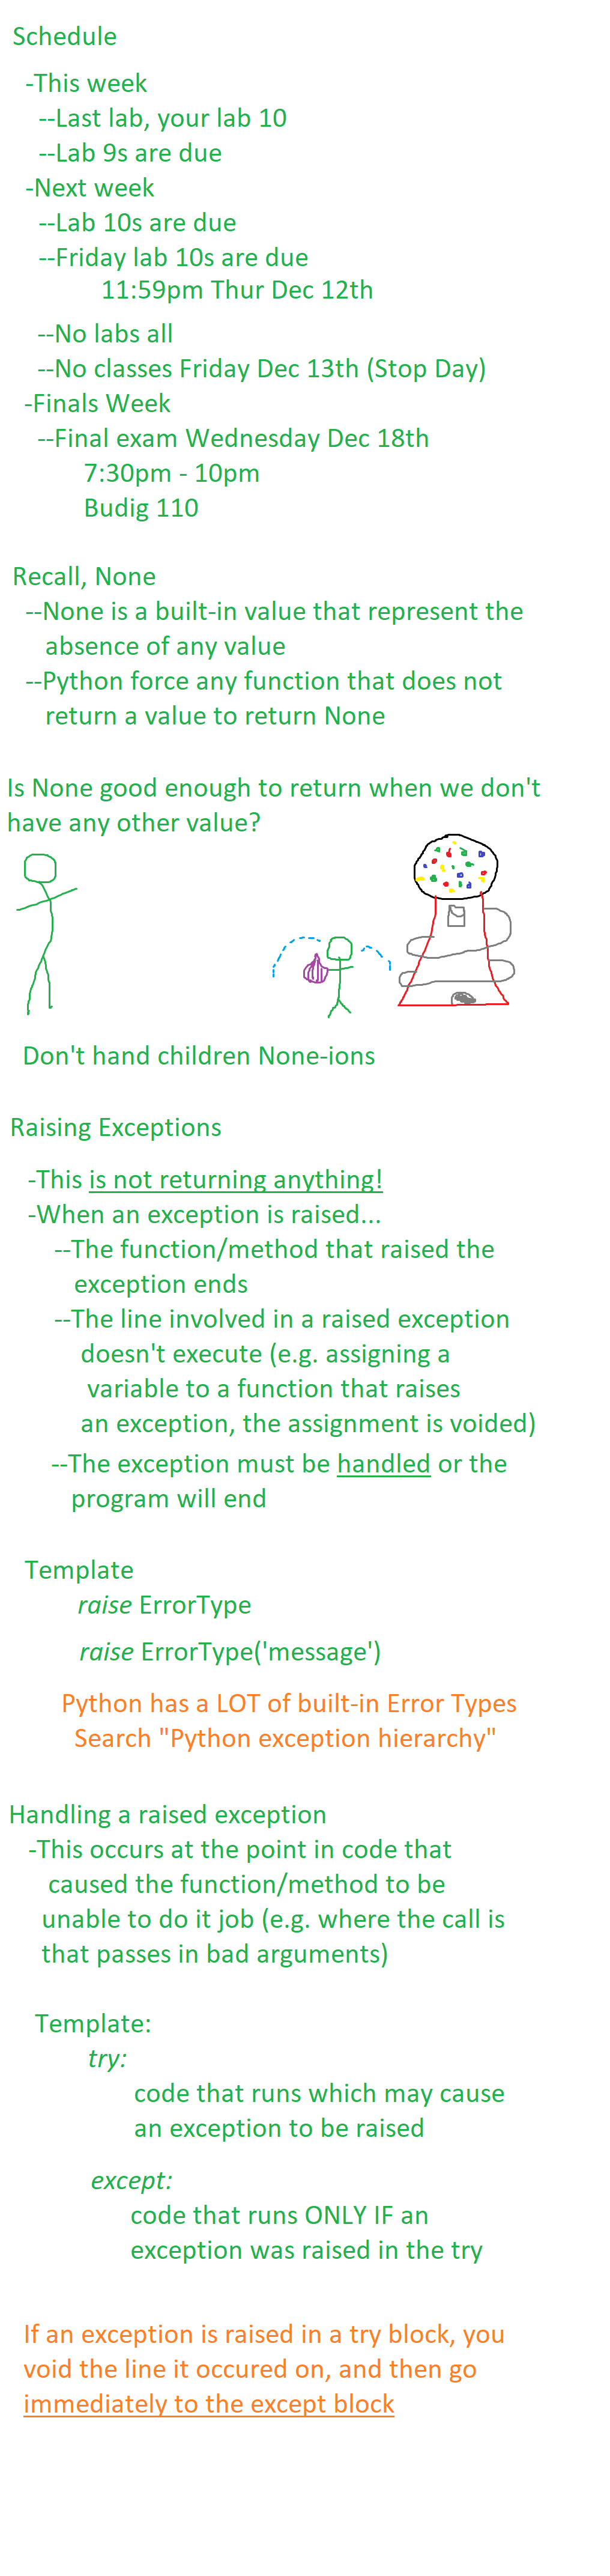 Schedule
-This week
--Last lab, your lab 10
--Lab 9s are due
-Next week
--Lab 10s are due
--Friday lab 10s are due
11:59pm Thur Dec 12th
--No labs all
--No classes Friday Dec 13th (Stop Day)
-Finals Week
--Final exam Wednesday Dec 18th
7:30pm - 10pm
Budig 110
Recall, None
--None is a built-in value that represent the
absence of any value
--Python force any function that does not
return a value to return None
Is None good enough to return when we don't
have any other value?
Don't hand children None-ions
Raising Exceptions
-This is not returning anything!
-When an exception is raised...
--The function/method that raised the
exception ends
--The line involved in a raised exception
doesn't execute (e.g. assigning a
variable to a function that raises
an exception, the assignment is voided)
--The exception must be handled or the
program will end
Template
raise ErrorType
raise ErrorType('message')
Python has a LOT of built-in Error Types
Search "Python exception hierarchy"
Handling a raised exception
-This occurs at the point in code that
caused the function/method to be
unable to do it job (e.g. where the call is
that passes in bad arguments)
Template:
try:
code that runs which may cause
an exception to be raised
except:
code that runs ONLY IF an
exception was raised in the try
If an exception is raised in a try block, you
void the line it occured on, and then go
immediately to the except block